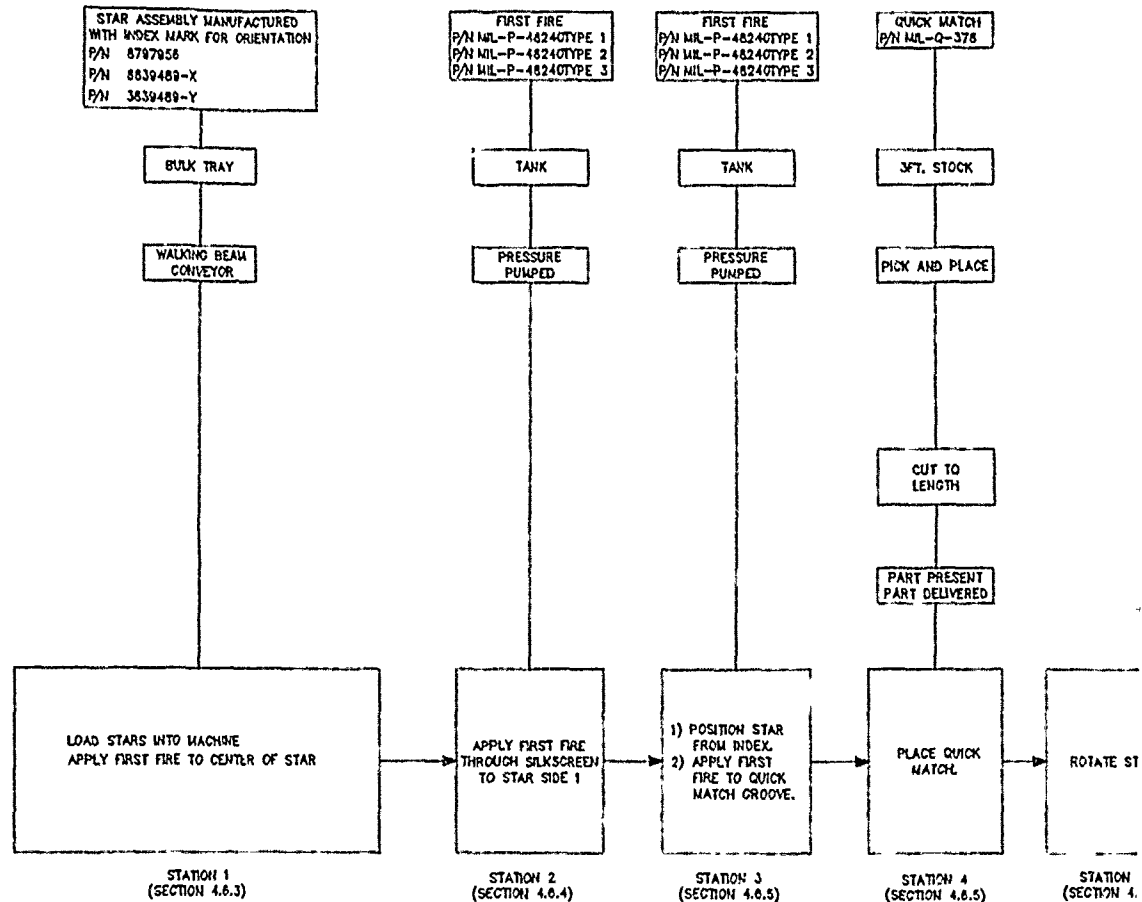 STAR ASSEMBLY MANUFACTURED
WITH INDEX MARK FOR ORIENTATION
P/N 8797956
P/N 8839489-X
P/N 3839489-Y
BULK TRAY
WALKING BEAM
CONVEYOR
LOAD STARS INTO MACHINE
APPLY FIRST FIRE TO CENTER OF STAR
STATION 1
(SECTION 4.6.3)
FIRST FIRE
P/N MIL-P-48240TYPE 1
P/N MIL-P-48240TYPE 2
P/N MIL-P-48240TYPE 3
TANK
PRESSURE
PUMPED
APPLY FIRST FIRE
THROUGH SILKSCREEN
TO STAR SIDE 1
STATION 2
(SECTION 4.6.4)
FIRST FIRE
P/N MIL-P-48240TYPE 1
P/N MIL-P-48240TYPE 2
P/N MIL-P-48240TYPE 3
TANK
PRESSURE
PUMPED
1) POSITION STAR
FROM INDEX.
2) APPLY FIRST
FIRE TO QUICK
MATCH GROOVE.
STATION 3
(SECTION 4.6.5)
QUICK MATCH
P/N MIL-Q-378
3FT. STOCK
PICK AND PLACE
CUT TO
LENGTH
PART PRESENT
PART DELIVERED
PLACE QUICK
MATCH.
STATION 4
(SECTION 4.6.5)
ROTATE ST
STATION
(SECTION 4.